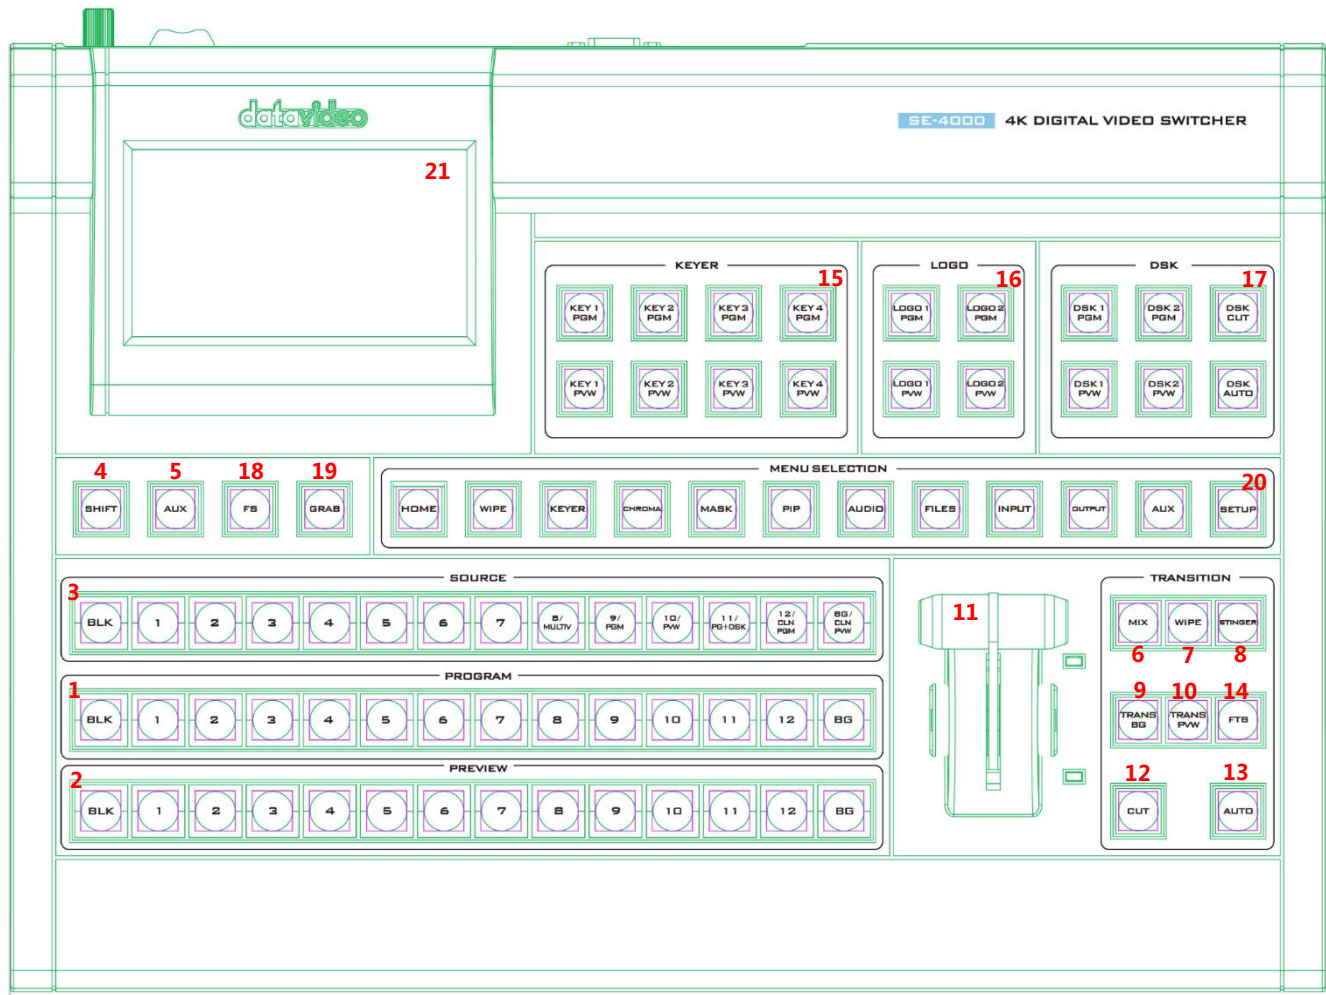 datavideo
SE-4000 4K DIGITAL VIDEO SWITCHER
21
KEYER
15
KEY 1 PGM
KEY 2 PGM
KEY 3 PGM
KEY 4 PGM
KEY 1 PVW
KEY 2 PVW
KEY 3 PVW
KEY 4 PVW
LOGO
16
LOGO 1 PGM
LOGO 2 PGM
LOGO 1 PVW
LOGO 2 PVW
DSK
17
DSK 1 PGM
DSK 2 PGM
DSK CUT
DSK 1 PVW
DSK2 PVW
DSK AUTO
4 5 18 19
SHIFT AUX FS GRAB
MENU SELECTION
20
HOME WIPE KEYER CHROMA MASK PIP AUDIO FILES INPUT OUTPUT AUX SETUP
SOURCE
3
BLK 1 2 3 4 5 6 7 8/ MULTIV 9/ PGM 10/ PVW 11/ PG+DSK 12/ CLN PGM BG/ CLN PVW
PROGRAM
1
BLK 1 2 3 4 5 6 7 8 9 10 11 12 BG
PREVIEW
2
BLK 1 2 3 4 5 6 7 8 9 10 11 12 BG
11
TRANSITION
MIX WIPE STINGER
6 7 8
9 10 14
TRANS BG
TRANS PVW
FTB
12 13
CUT AUTO